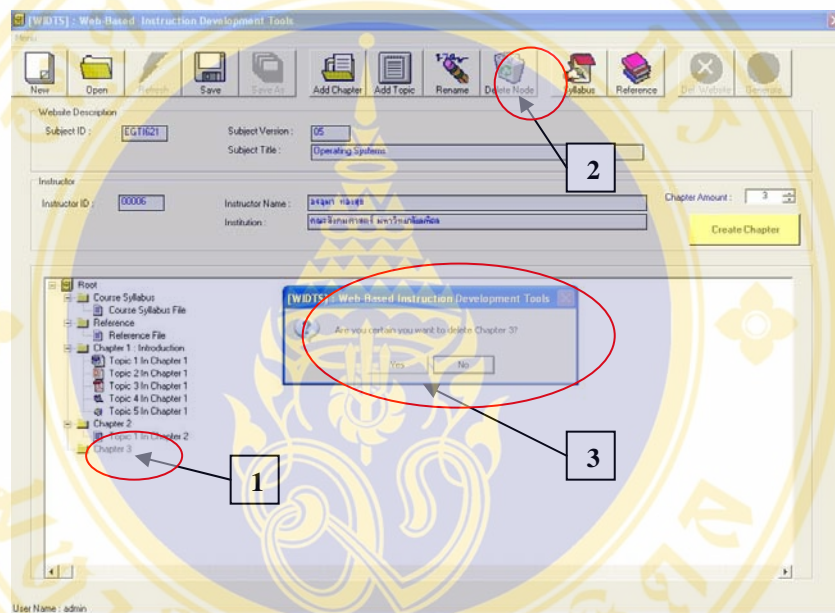 [WIDTS] : Web-Based Instruction Development Tools
Menu
New Open Refresh Save Save As Add Chapter Add Topic Rename Delete Node Syllabus Reference Del. Website Generate
Website Description
Subject ID : EGTI621 Subject Version : 05
Subject Title : Operating Systems
2
Instructor
Instructor ID : 00006 Instructor Name :
Chapter Amount : 3
Institution :
Create Chapter
Root
Course Syllabus
Course Syllabus File
Reference
Reference File
Chapter 1 : Introduction
Topic 1 In Chapter 1
Topic 2 In Chapter 1
Topic 3 In Chapter 1
Topic 4 In Chapter 1
Topic 5 In Chapter 1
Chapter 2
Topic 1 In Chapter 2
Chapter 3
[WIDTS] : Web-Based Instruction Development Tools
Are you certain you want to delete Chapter 3?
Yes No
1
3
User Name : admin